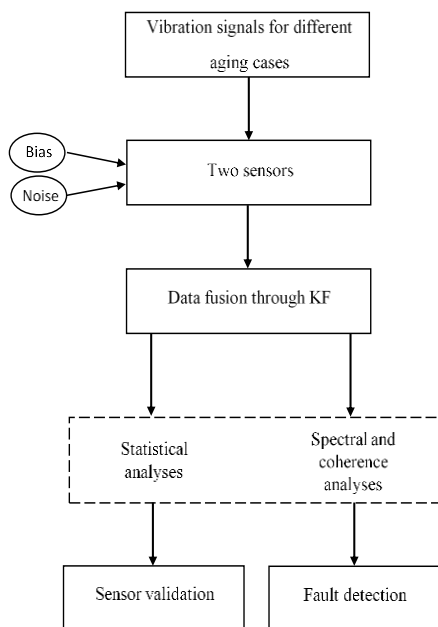 Vibration signals for different
aging cases
Bias
Noise
Two sensors
Data fusion through KF
Statistical
analyses
Spectral and
coherence
analyses
Sensor validation
Fault detection